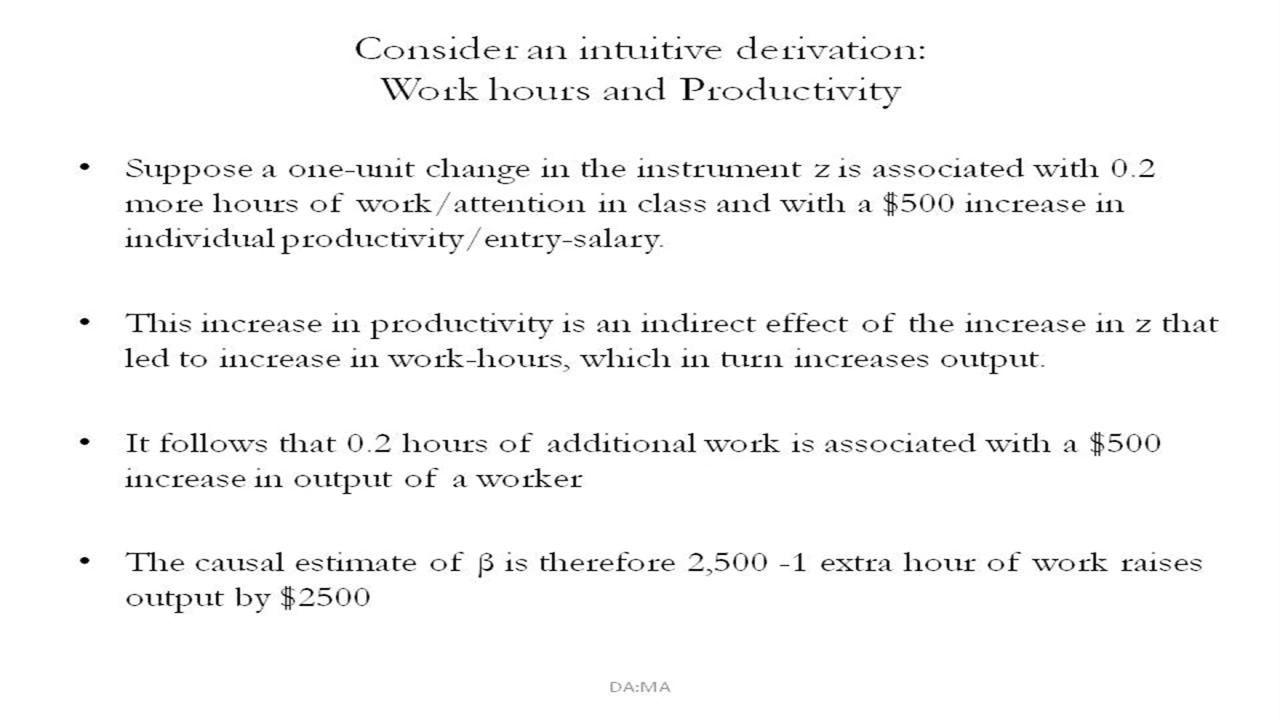 Consider an intuitive derivation:
Work hours and Productivity
• Suppose a one-unit change in the instrument z is associated with 0.2
more hours of work/attention in class and with a $500 increase in
individual productivity/entry-salary.
• This increase in productivity is an indirect effect of the increase in z that
led to increase in work-hours, which in turn increases output.
• It follows that 0.2 hours of additional work is associated with a $500
increase in output of a worker
• The causal estimate of β is therefore 2,500 -1 extra hour of work raises
output by $2500
DA:MA